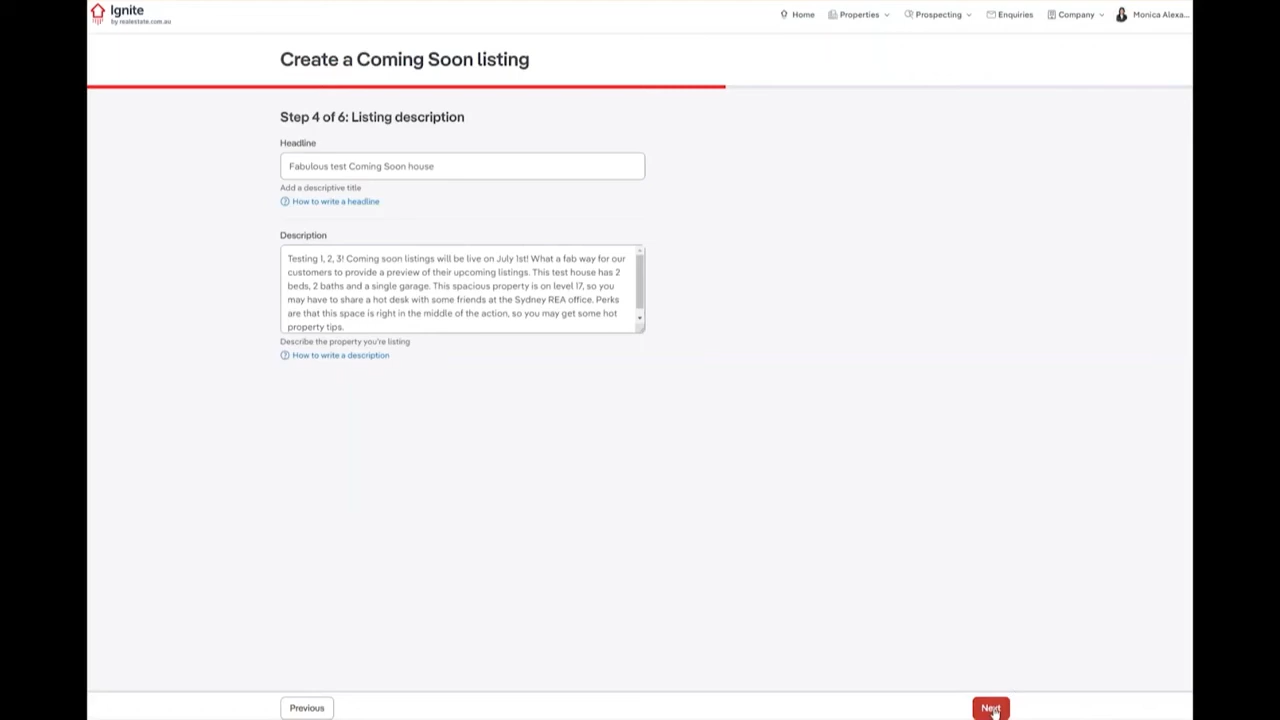 Ignite
by realestate.com.au
Home
Properties
Prospecting
Enquiries
Company
Monica Alexa...
Create a Coming Soon listing
Step 4 of 6: Listing description
Headline
Fabulous test Coming Soon house
Add a descriptive title
How to write a headline
Description
Testing 1, 2, 3! Coming soon listings will be live on July 1st! What a fab way for our
customers to provide a preview of their upcoming listings. This test house has 2
beds, 2 baths and a single garage. This spacious property is on level 17, so you
may have to share a hot desk with some friends at the Sydney REA office. Perks
are that this space is right in the middle of the action, so you may get some hot
property tips.
Describe the property you're listing
How to write a description
Previous
Next